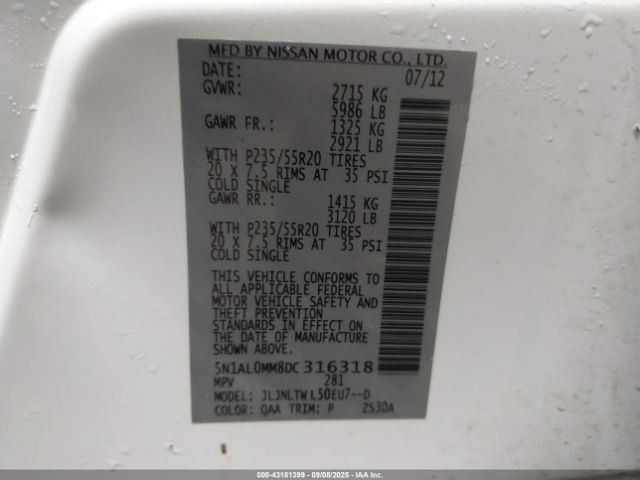 MFD BY NISSAN MOTOR CO., LTD.
DATE: 07/12
GVWR: 2715 KG
5986 LB
GAWR FR.: 1325 KG
2921 LB
WITH P235/55R20 TIRES
20 X 7.5 RIMS AT 35 PSI
COLD SINGLE
GAWR RR.: 1415 KG
3120 LB
WITH P235/55R20 TIRES
20 X 7.5 RIMS AT 35 PSI
COLD SINGLE
THIS VEHICLE CONFORMS TO
ALL APPLICABLE FEDERAL
MOTOR VEHICLE SAFETY AND
THEFT PREVENTION
STANDARDS IN EFFECT ON
THE DATE OF MANUFACTURE
SHOWN ABOVE.
5N1AL0MM8DC316318
MPV 281
MODEL: JLJNLTWL50EU7--D
COLOR: QAA TRIM: P ZS30A
000-43181399 - 09/08/2025 - IAAI.COM